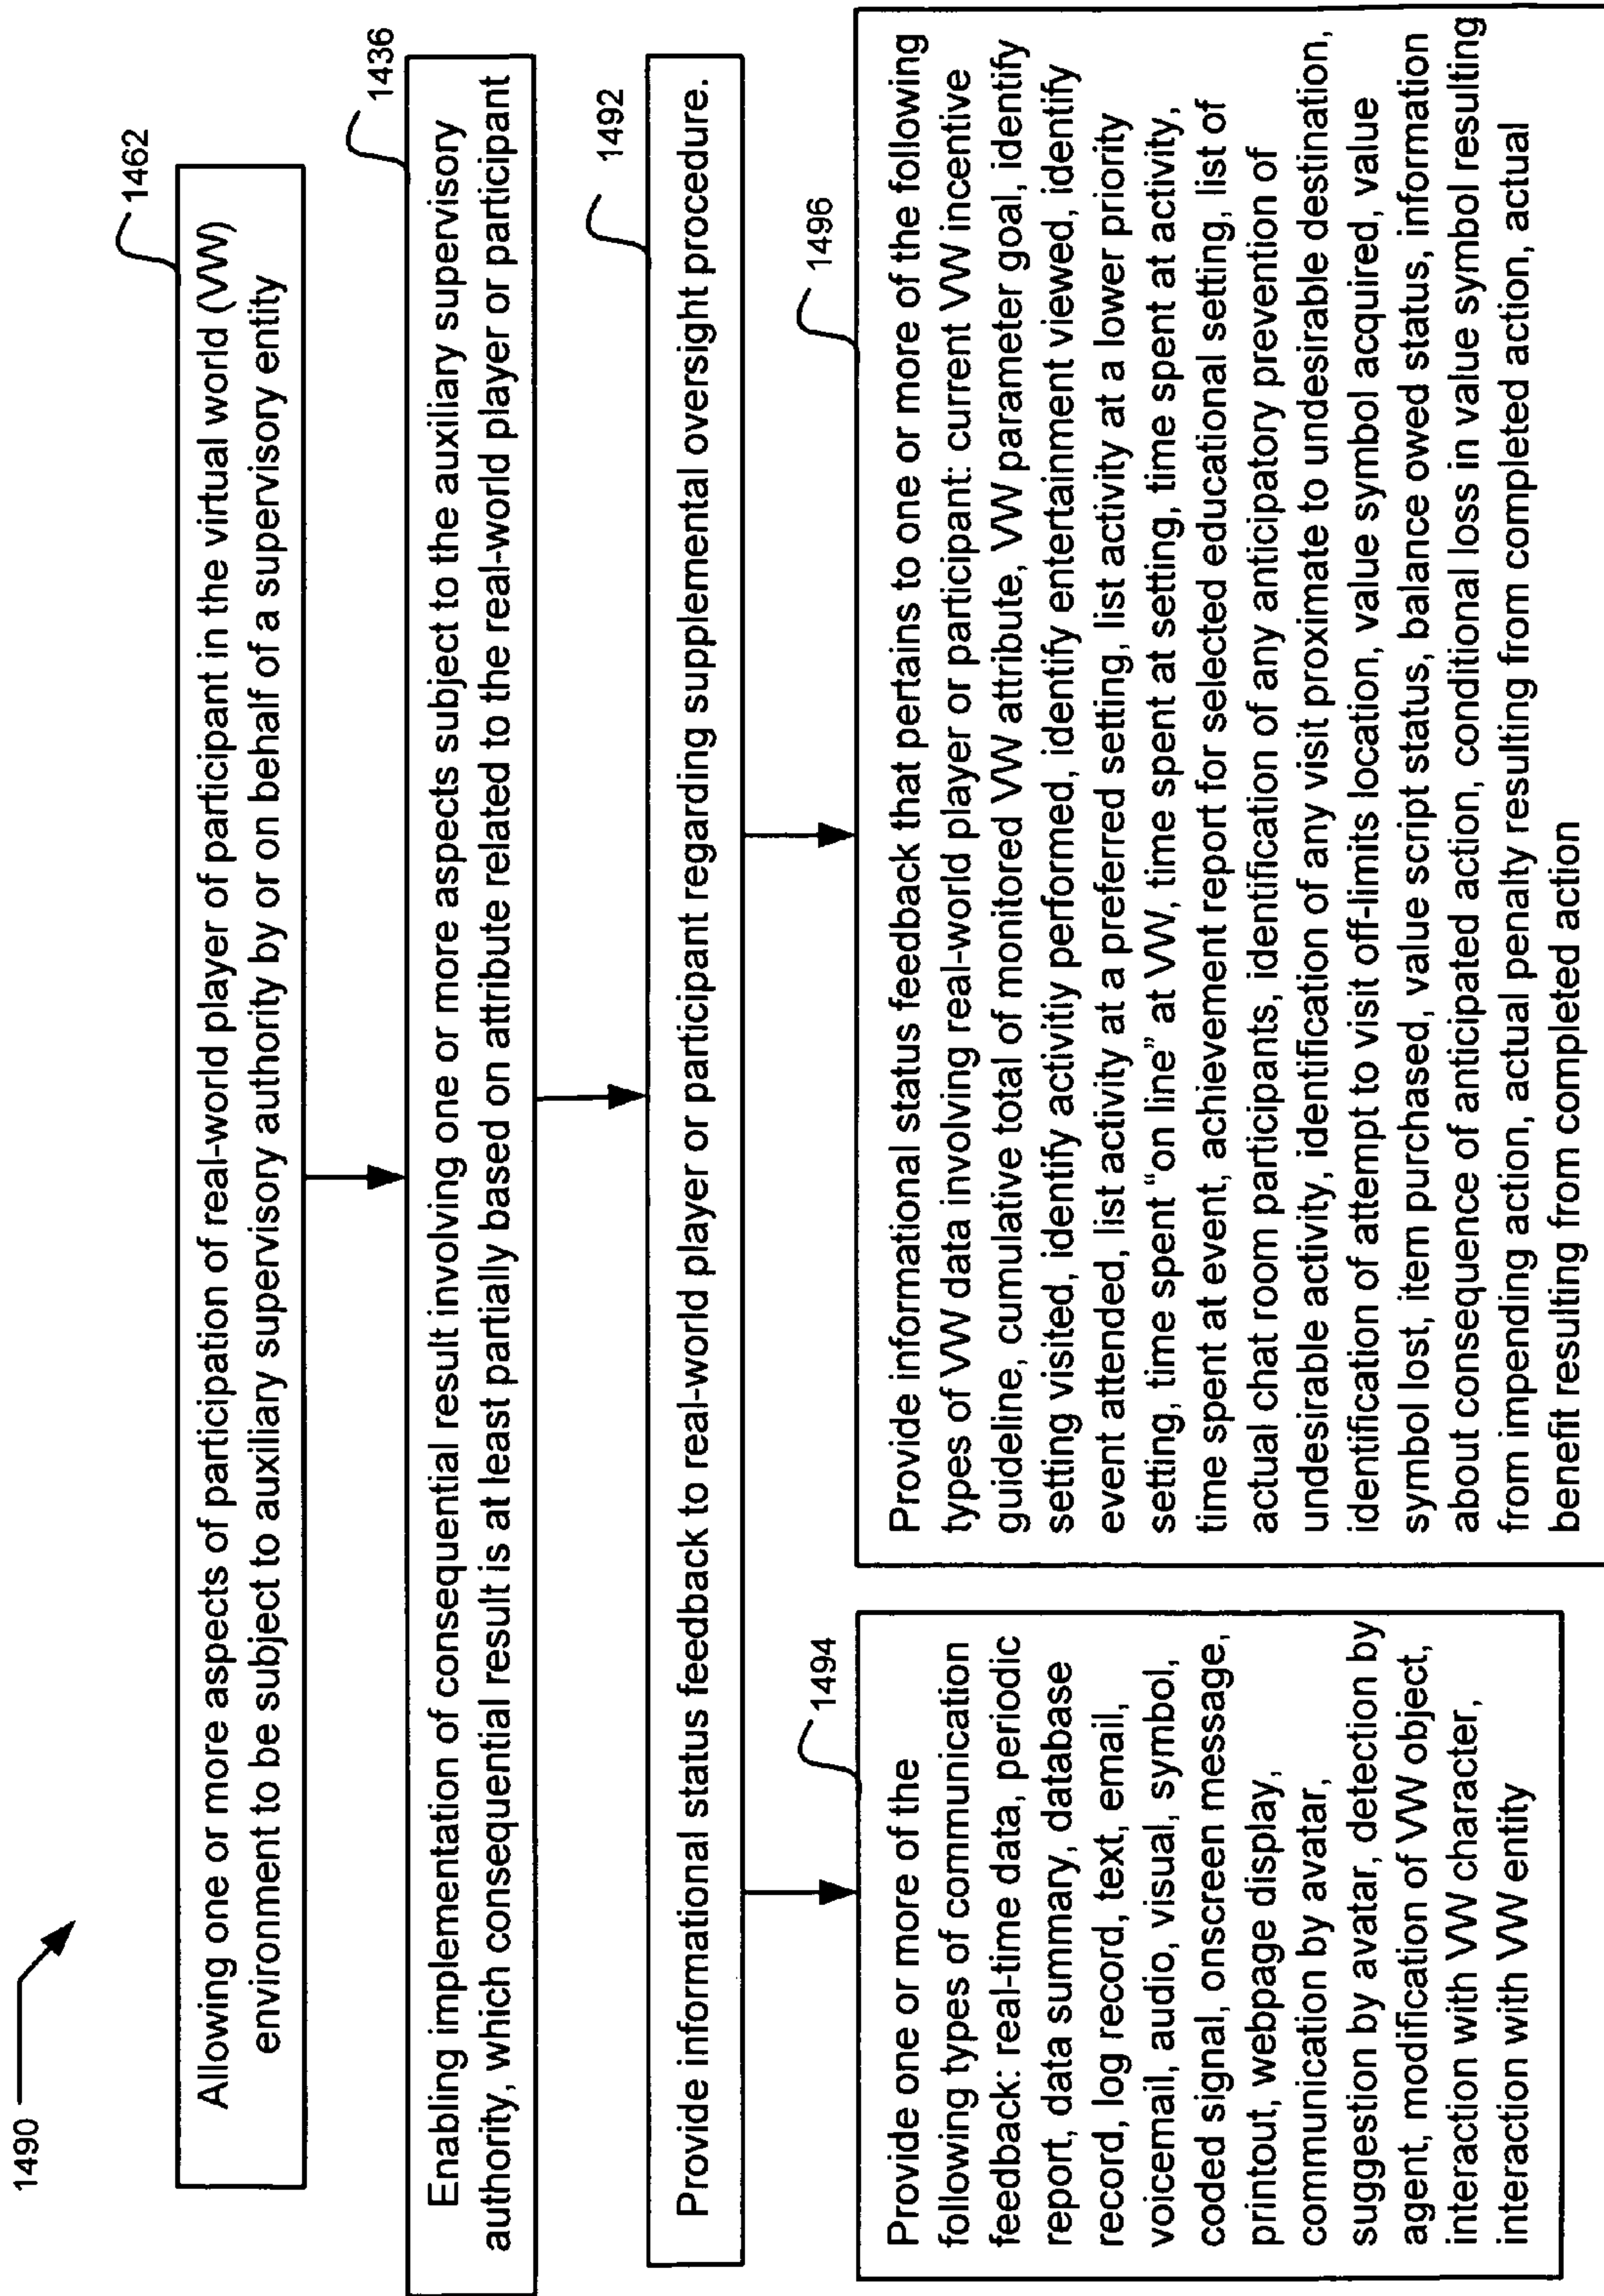 1490
1462
Allowing one or more aspects of participation of real-world player of participant in the virtual world (VW)
environment to be subject to auxiliary supervisory authority by or on behalf of a supervisory entity
1436
Enabling implementation of consequential result involving one or more aspects subject to the auxiliary supervisory
authority, which consequential result is at least partially based on attribute related to the real-world player or participant
1492
Provide informational status feedback to real-world player or participant regarding supplemental oversight procedure.
1494
Provide one or more of the
following types of communication
feedback: real-time data, periodic
report, data summary, database
record, log record, text, email,
voicemail, audio, visual, symbol,
coded signal, onscreen message,
printout, webpage display,
communication by avatar,
suggestion by avatar, detection by
agent, modification of VW object,
interaction with VW character,
interaction with VW entity
1496
Provide informational status feedback that pertains to one or more of the following
types of VW data involving real-world player or participant: current VW incentive
guideline, cumulative total of monitored VW attribute, VW parameter goal, identify
setting visited, identify activitiy performed, identify entertainment viewed, identify
event attended, list activity at a preferred setting, list activity at a lower priority
setting, time spent “on line” at VW, time spent at setting, time spent at activity,
time spent at event, achievement report for selected educational setting, list of
actual chat room participants, identification of any anticipatory prevention of
undesirable activity, identification of any visit proximate to undesirable destination,
identification of attempt to visit off-limits location, value symbol acquired, value
symbol lost, item purchased, value script status, balance owed status, information
about consequence of anticipated action, conditional loss in value symbol resulting
from impending action, actual penalty resulting from completed action, actual
benefit resulting from completed action